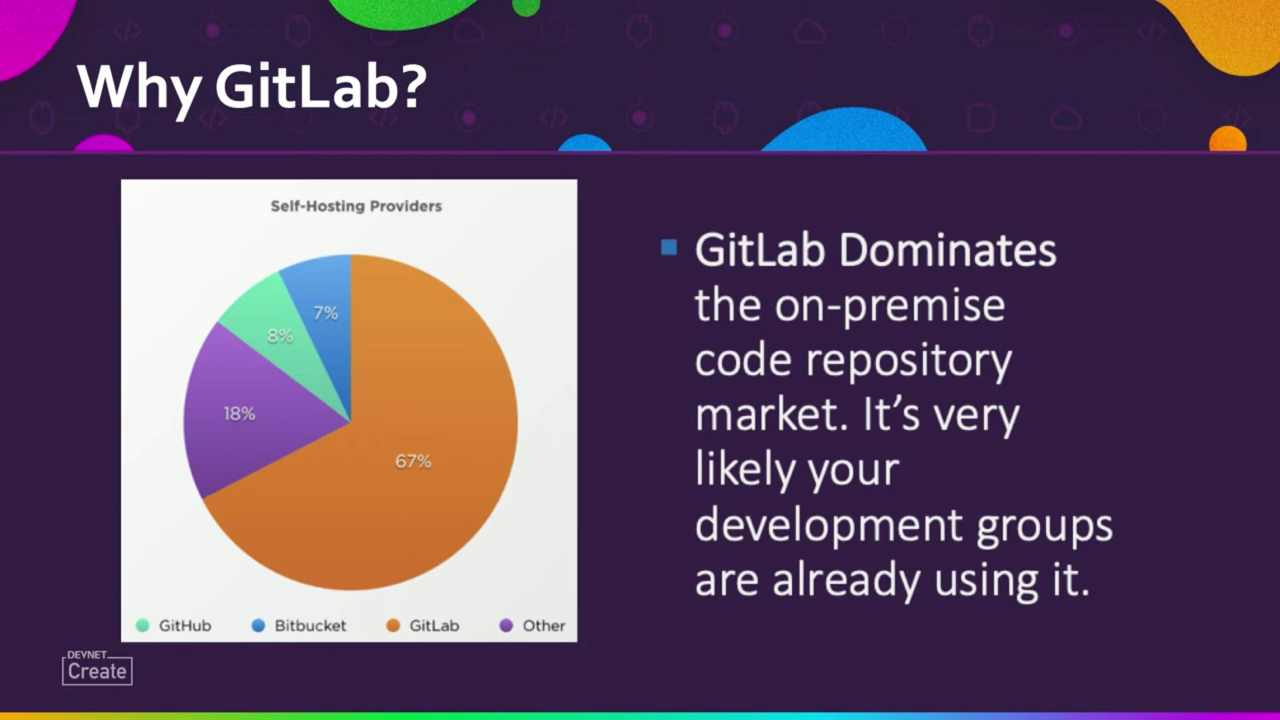 Why GitLab?
Self-Hosting Providers
7%
8%
18%
67%
GitHub Bitbucket GitLab Other
GitLab Dominates
the on-premise
code repository
market. It’s very
likely your
development groups
are already using it.
DEVNET
Create